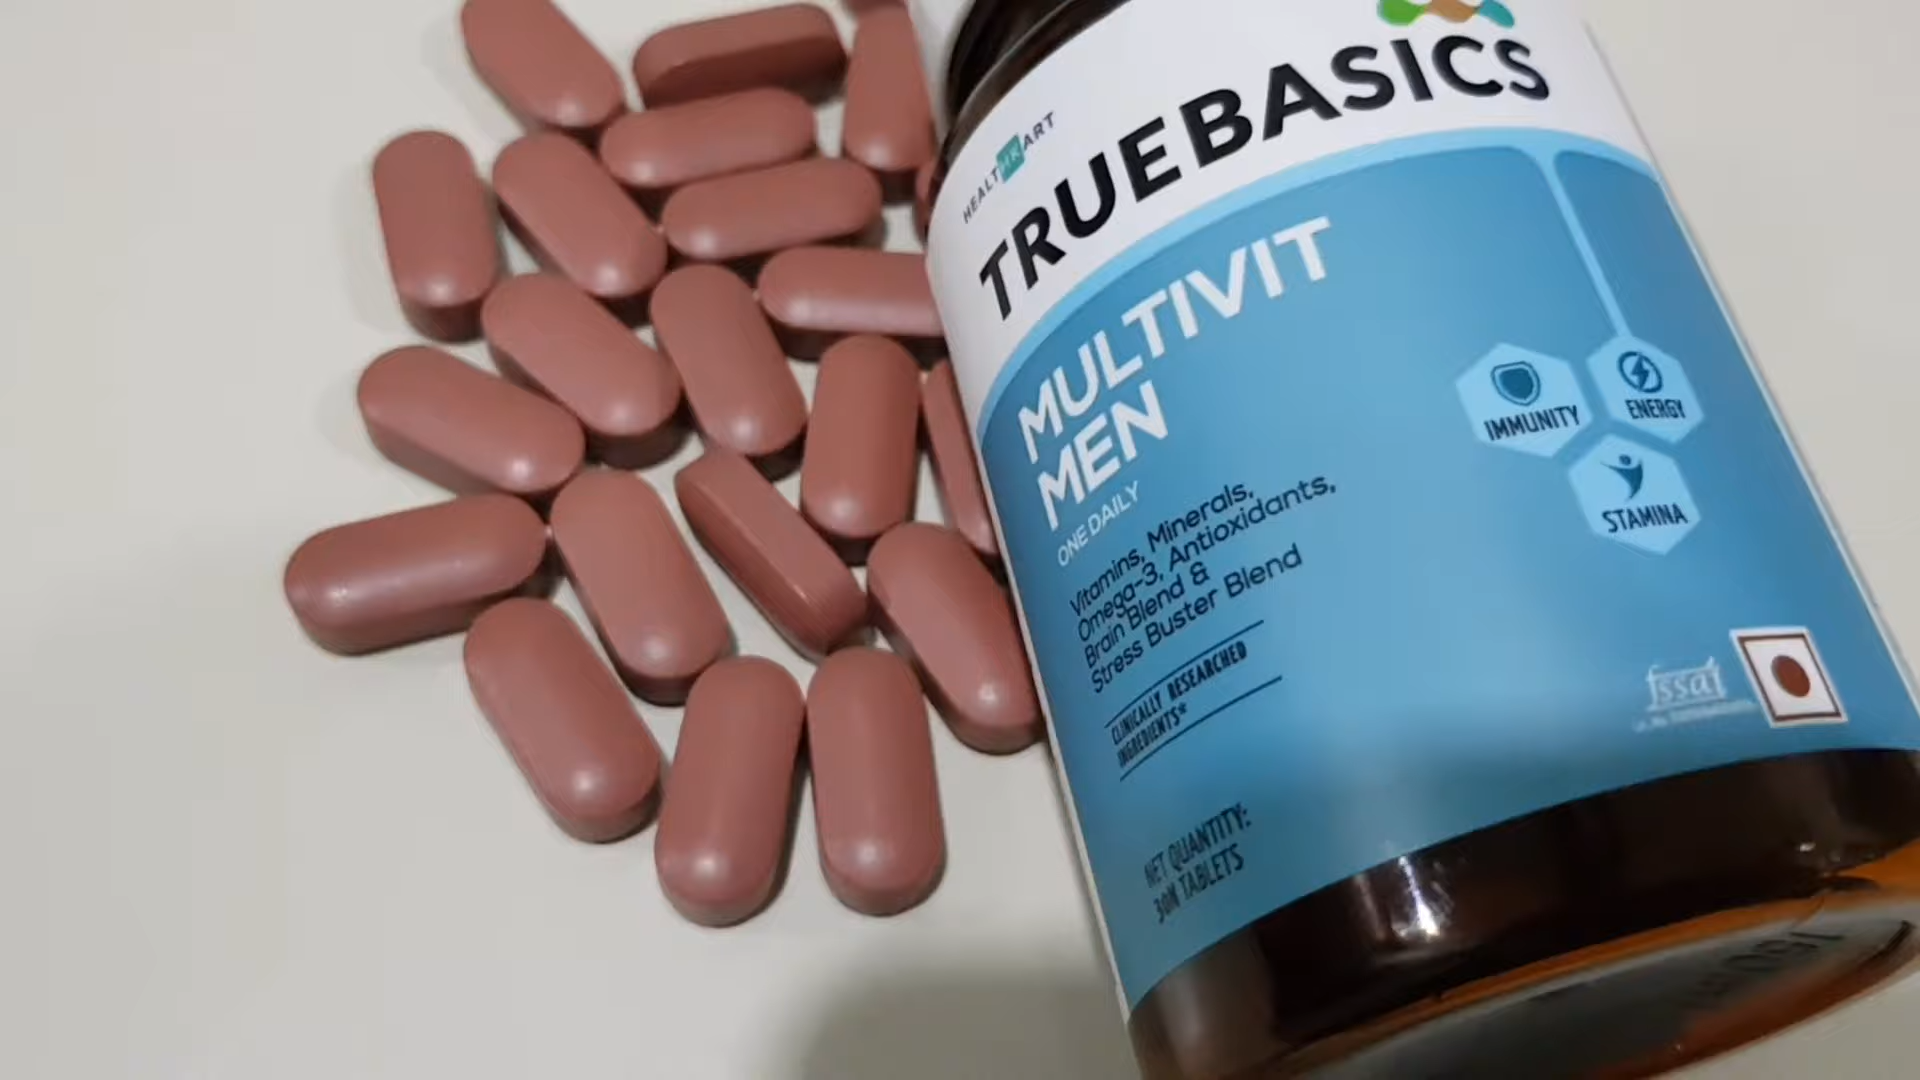 HEALTHKART
TRUEBASICS
MULTIVIT
MEN
ONE DAILY
Vitamins, Minerals,
Omega-3, Antioxidants,
Brain Blend &
Stress Buster Blend
CLINICALLY RESEARCHED
INGREDIENTS*
NET QUANTITY:
30N TABLETS
IMMUNITY
ENERGY
STAMINA
fssai